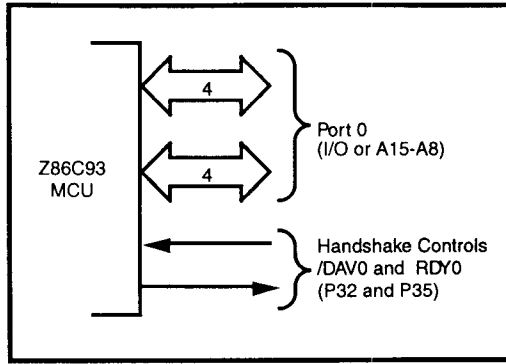 4
Port 0
(I/O or A15-A8)
Z86C93
MCU
4
Handshake Controls
/DAV0 and RDY0
(P32 and P35)